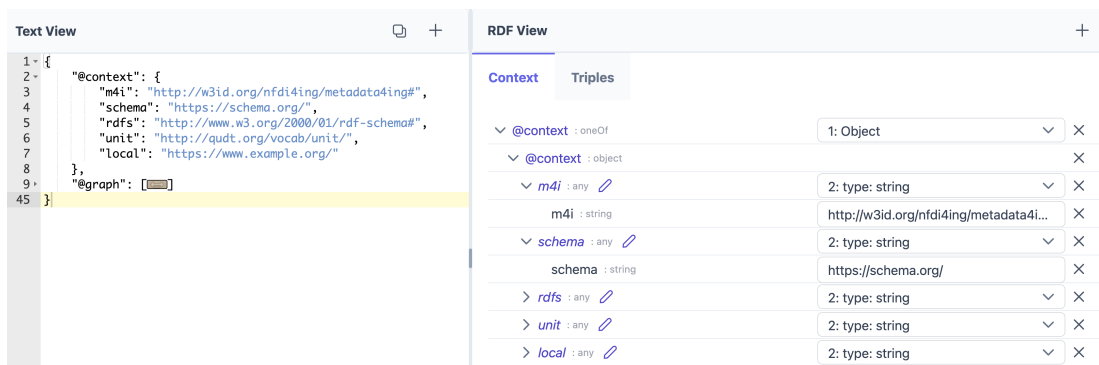 Text View
1 {
2 "@context": {
3 "m4i": "http://w3id.org/nfdi4ing/metadata4ing#",
4 "schema": "https://schema.org/",
5 "rdfs": "http://www.w3.org/2000/01/rdf-schema#",
6 "unit": "http://qudt.org/vocab/unit/",
7 "local": "https://www.example.org/"
8 },
9 "@graph": []
45 }
RDF View
Context Triples
@context : oneOf 1: Object
@context : object
m4i : any 2: type: string
m4i : string http://w3id.org/nfdi4ing/metadata4i...
schema : any 2: type: string
schema : string https://schema.org/
rdfs : any 2: type: string
unit : any 2: type: string
local : any 2: type: string